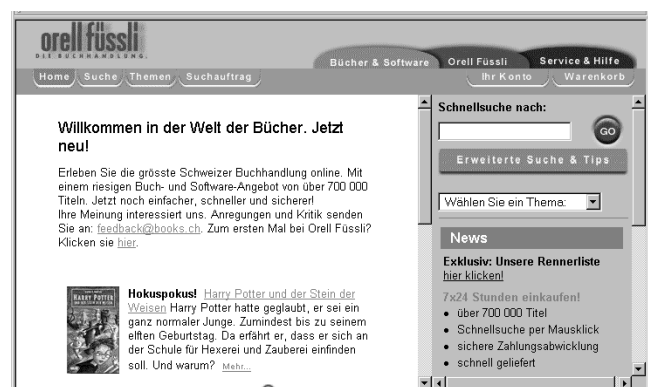 orell füssli
DIE BUCHHANDLUNG.
Bücher & Software
Orell Füssli
Service & Hilfe
Home
Suche
Themen
Suchauftrag
Ihr Konto
Warenkorb
Willkommen in der Welt der Bücher. Jetzt
neu!
Erleben Sie die grösste Schweizer Buchhandlung online. Mit
einem riesigen Buch- und Software-Angebot von über 700 000
Titeln. Jetzt noch einfacher, schneller und sicherer!
Ihre Meinung interessiert uns. Anregungen und Kritik senden
Sie an: feedback@books.ch. Zum ersten Mal bei Orell Füssli?
Klicken sie hier.
HARRY POTTER
Hokuspokus! Harry Potter und der Stein der
Weisen Harry Potter hatte geglaubt, er sei ein
ganz normaler Junge. Zumindest bis zu seinem
elften Geburtstag. Da erfährt er, dass er sich an
der Schule für Hexerei und Zauberei einfinden
soll. Und warum? Mehr...
Schnellsuche nach:
GO
Erweiterte Suche & Tips
Wählen Sie ein Thema:
News
Exklusiv: Unsere Rennerliste
hier klicken!
7x24 Stunden einkaufen!
• über 700 000 Titel
• Schnellsuche per Mausklick
• sichere Zahlungsabwicklung
• schnell geliefert